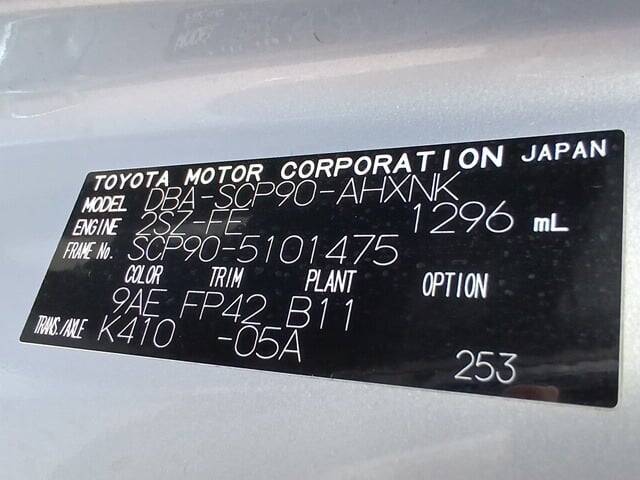 TOYOTA MOTOR CORPORATION JAPAN
MODEL DBA-SCP90-AHXNK
ENGINE 2SZ-FE 1296 mL
FRAME No. SCP90-5101475
COLOR TRIM PLANT OPTION
9AE FP42 B11
TRANS./AXLE K410 -05A
253